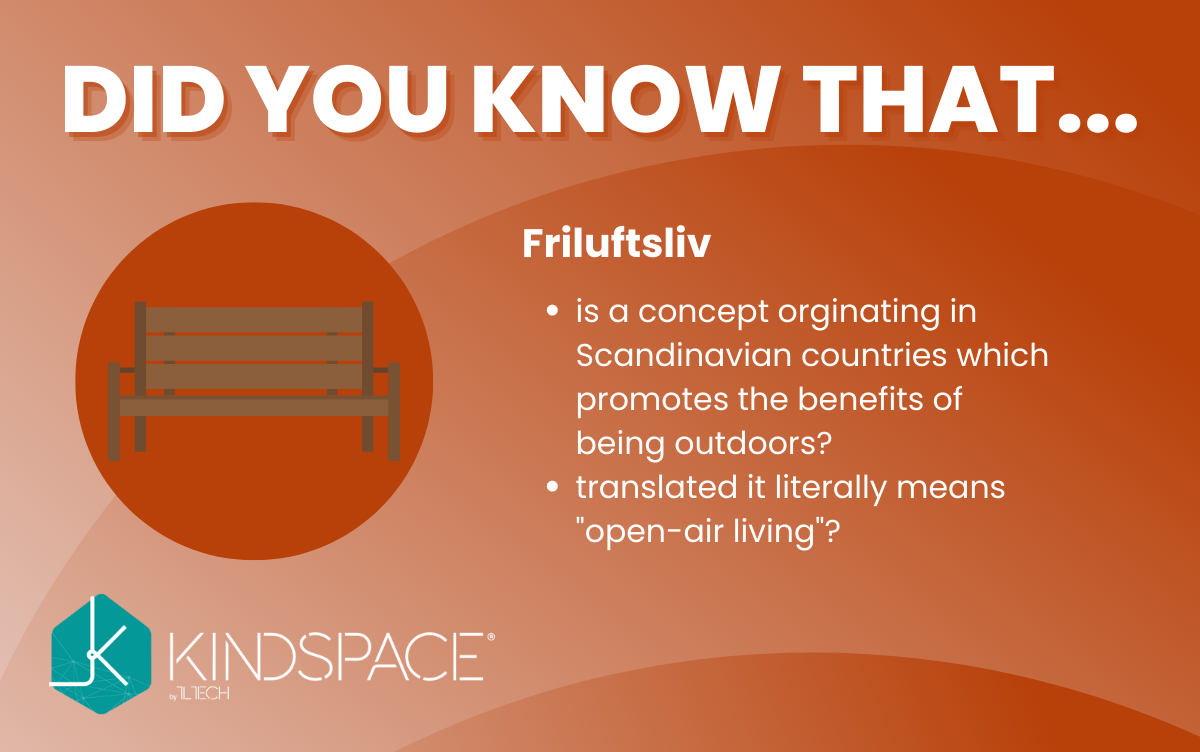 DID YOU KNOW THAT...
Friluftsliv
• is a concept orginating in
Scandinavian countries which
promotes the benefits of
being outdoors?
• translated it literally means
"open-air living"?
KINDSPACE®
by TLTECH